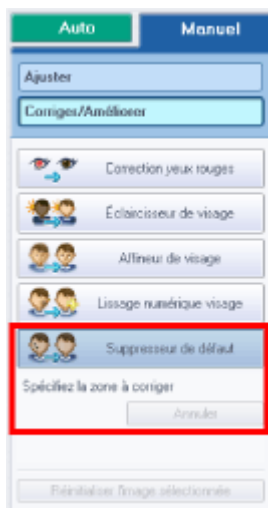 Auto
Manuel
Ajuster
Corriger/Améliorer
Correction yeux rouges
Éclaircisseur de visage
Affineur de visage
Lissage numérique visage
Suppresseur de défaut
Spécifiez la zone à corriger
Annuler
Réinitialiser l'image sélectionnée